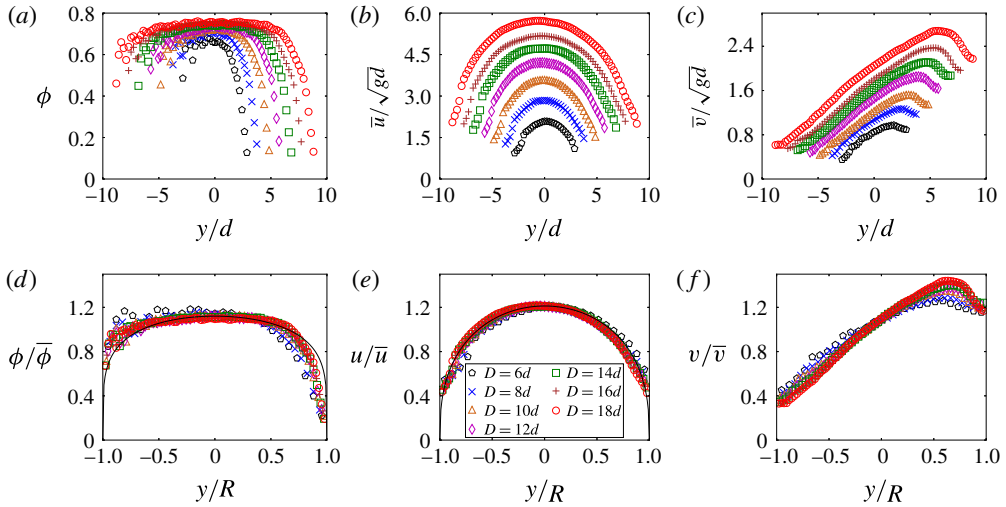 (a) (b) (c)
0.8 6.0
0.6 4.5 2.4
ϕ 0.4 u̅/√gd 3.0 v̅/√gd 1.6
0.2 1.5 0.8
0 0 0
−10 −5 0 5 10 −10 −5 0 5 10 −10 −5 0 5 10
y/d y/d y/d
(d) (e) (f)
1.2 1.2 1.2
ϕ/ϕ̅ 0.8 u/u̅ 0.8 v/v̅ 0.8
0.4 0.4 0.4
D = 6d D = 14d
D = 8d D = 16d
D = 10d D = 18d
D = 12d
0 0 0
−1.0 −0.5 0 0.5 1.0 −1.0 −0.5 0 0.5 1.0 −1.0 −0.5 0 0.5 1.0
y/R y/R y/R